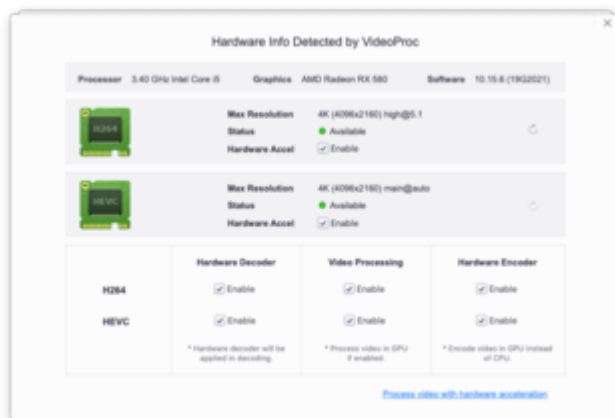 Hardware Info Detected by VideoProc
Processor 3.40 GHz Intel Core i5 Graphics AMD Radeon RX 580 Software 10.15.6 (19G2021)
H264
Max Resolution 4K (4096x2160) high@5.1
Status Available
Hardware Accel Enable
HEVC
Max Resolution 4K (4096x2160) main@auto
Status Available
Hardware Accel Enable
Hardware Decoder Video Processing Hardware Encoder
H264 Enable Enable Enable
HEVC Enable Enable Enable
* Hardware decoder will be applied in decoding.
* Process video in GPU if enabled.
* Encode video in GPU instead of CPU.
Process video with hardware acceleration